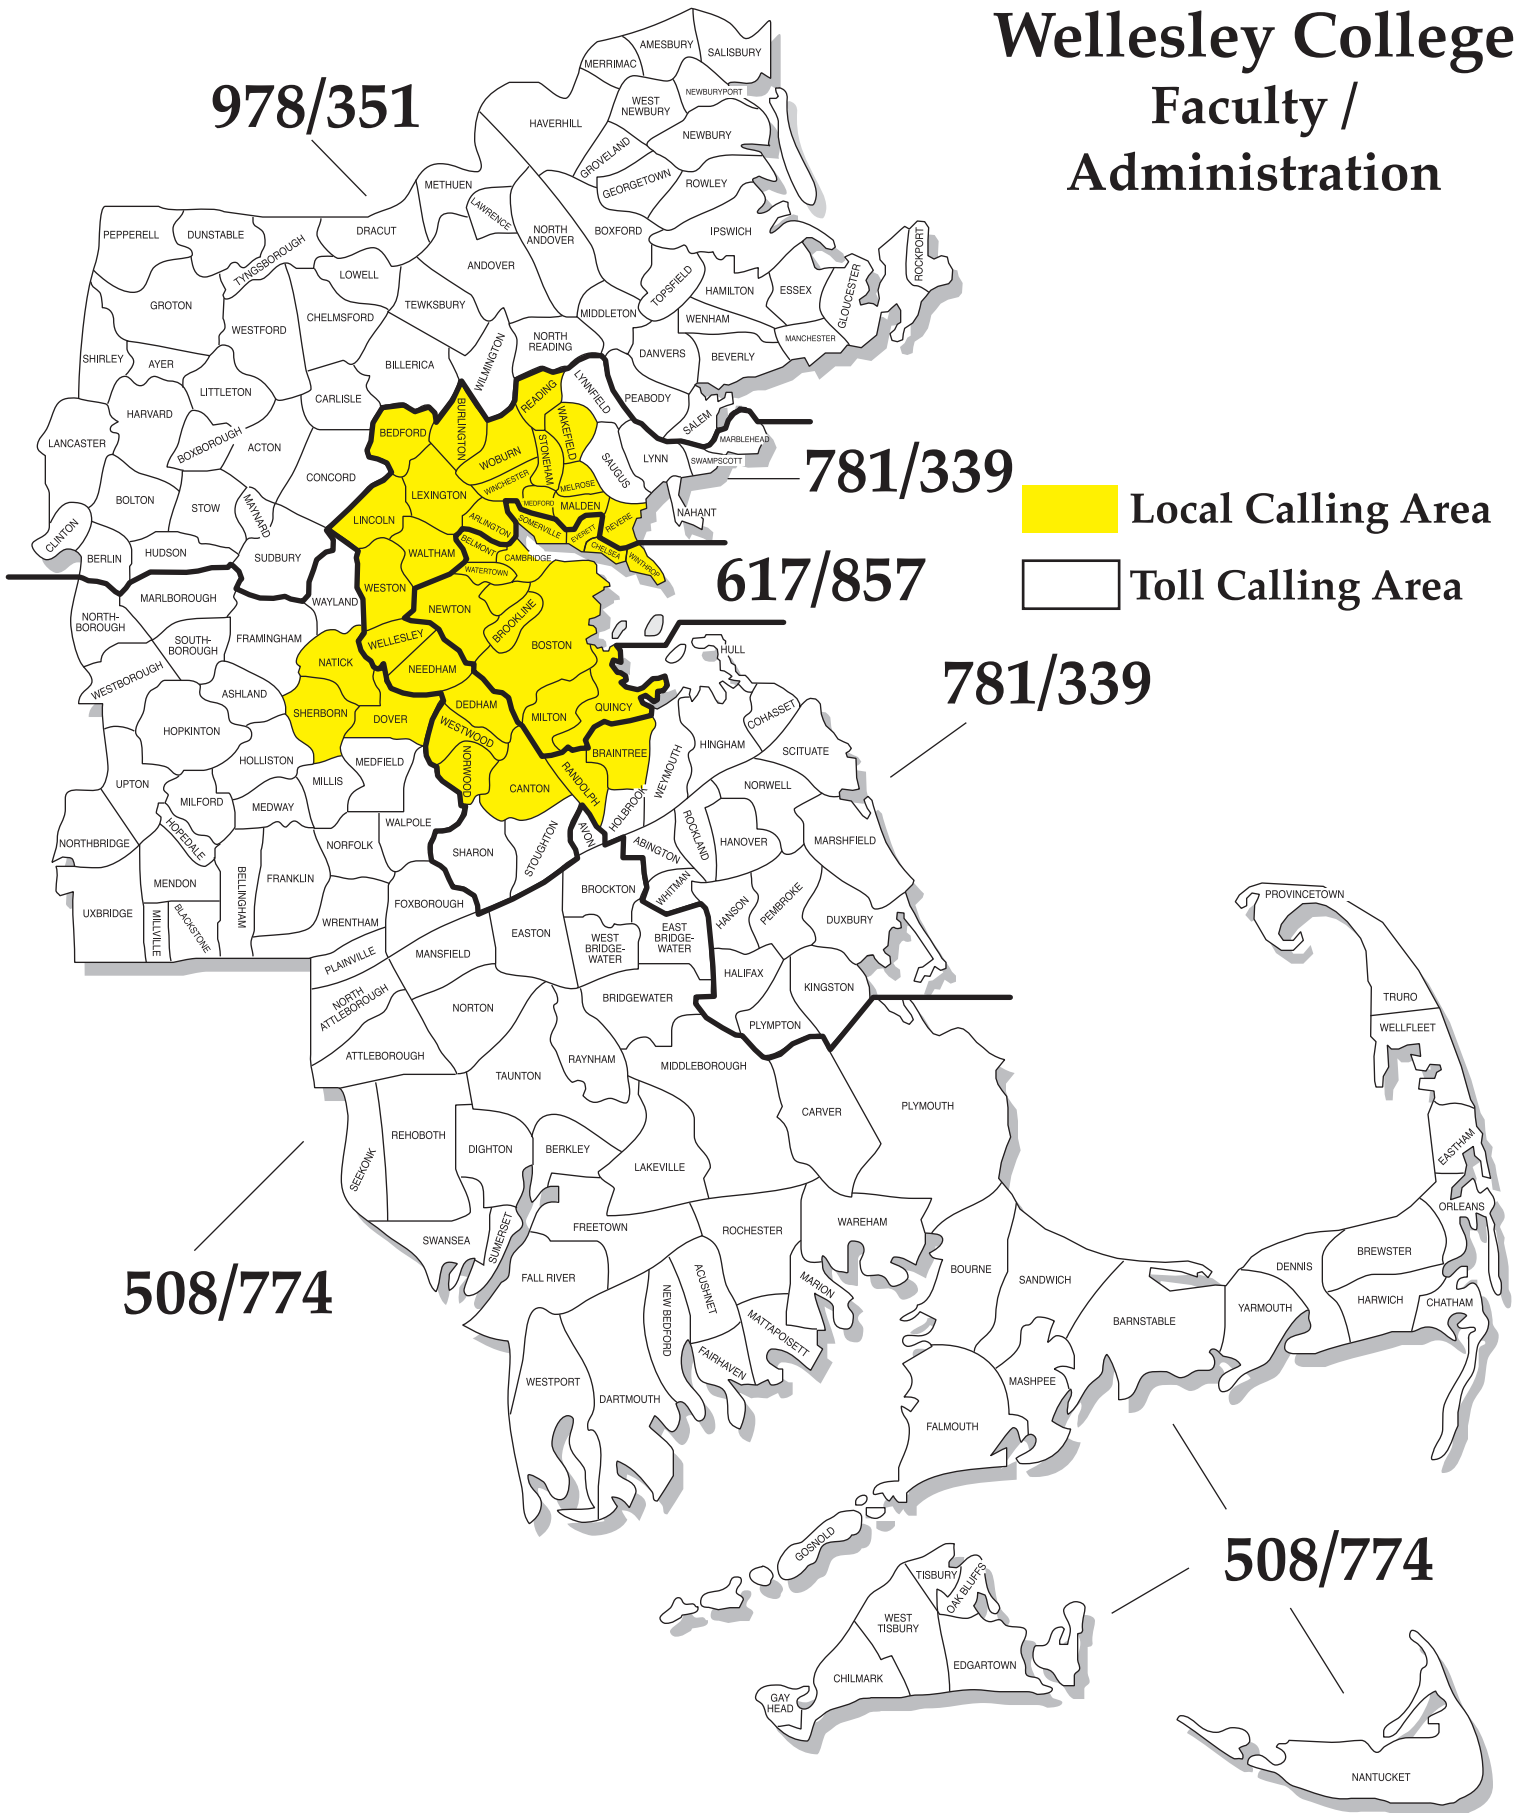 Wellesley College
Faculty /
Administration
978/351
AMESBURY
SALISBURY
MERRIMAC
NEWBURYPORT
WEST
NEWBURY
HAVERHILL
NEWBURY
GROVELAND
GEORGETOWN
ROWLEY
METHUEN
LAWRENCE
PEPPERELL
DUNSTABLE
TYNGSBOROUGH
DRACUT
NORTH
ANDOVER
BOXFORD
IPSWICH
ROCKPORT
ANDOVER
LOWELL
TOPSFIELD
HAMILTON
ESSEX
GLOUCESTER
GROTON
TEWKSBURY
CHELMSFORD
WESTFORD
MIDDLETON
WENHAM
MANCHESTER
NORTH
READING
WILMINGTON
DANVERS
BEVERLY
SHIRLEY
AYER
BILLERICA
LITTLETON
CARLISLE
READING
LYNNFIELD
PEABODY
SALEM
HARVARD
BURLINGTON
WAKEFIELD
BEDFORD
MARBLEHEAD
LANCASTER
BOXBOROUGH
ACTON
WOBURN
STONEHAM
SAUGUS
LYNN
SWAMPSCOTT
781/339
CONCORD
WINCHESTER
MELROSE
BOLTON
STOW
MAYNARD
LEXINGTON
MEDFORD
MALDEN
NAHANT
Local Calling Area
LINCOLN
ARLINGTON
SOMERVILLE
EVERETT
REVERE
CLINTON
BERLIN
HUDSON
SUDBURY
WALTHAM
BELMONT
CAMBRIDGE
CHELSEA
WINTHROP
WATERTOWN
617/857
Toll Calling Area
WESTON
MARLBOROUGH
WAYLAND
NEWTON
BROOKLINE
NORTH-
BOROUGH
SOUTH-
BOROUGH
FRAMINGHAM
WELLESLEY
BOSTON
HULL
NATICK
NEEDHAM
781/339
WESTBOROUGH
ASHLAND
SHERBORN
DOVER
DEDHAM
MILTON
QUINCY
COHASSET
HOPKINTON
WESTWOOD
HINGHAM
SCITUATE
HOLLISTON
MEDFIELD
NORWOOD
BRAINTREE
WEYMOUTH
UPTON
MILLIS
CANTON
RANDOLPH
NORWELL
MILFORD
MEDWAY
HOLBROOK
WALPOLE
HOPEDALE
ROCKLAND
NORTHBRIDGE
NORFOLK
SHARON
STOUGHTON
AVON
ABINGTON
HANOVER
MARSHFIELD
MENDON
BELLINGHAM
FRANKLIN
BROCKTON
WHITMAN
FOXBOROUGH
HANSON
PEMBROKE
PROVINCETOWN
UXBRIDGE
MILLVILLE
BLACKSTONE
WRENTHAM
EASTON
WEST
BRIDGE-
WATER
EAST
BRIDGE-
WATER
DUXBURY
PLAINVILLE
MANSFIELD
HALIFAX
KINGSTON
NORTH
ATTLEBOROUGH
NORTON
BRIDGEWATER
PLYMPTON
TRURO
WELLFLEET
ATTLEBOROUGH
RAYNHAM
MIDDLEBOROUGH
TAUNTON
CARVER
PLYMOUTH
REHOBOTH
DIGHTON
BERKLEY
EASTHAM
SEEKONK
LAKEVILLE
ORLEANS
SWANSEA
SOMERSET
FREETOWN
ROCHESTER
WAREHAM
508/774
FALL RIVER
ACUSHNET
MARION
BOURNE
SANDWICH
DENNIS
BREWSTER
NEW BEDFORD
MATTAPOISETT
BARNSTABLE
YARMOUTH
HARWICH
CHATHAM
FAIRHAVEN
WESTPORT
DARTMOUTH
MASHPEE
FALMOUTH
GOSNOLD
508/774
TISBURY
OAK BLUFFS
WEST
TISBURY
EDGARTOWN
CHILMARK
GAY
HEAD
NANTUCKET